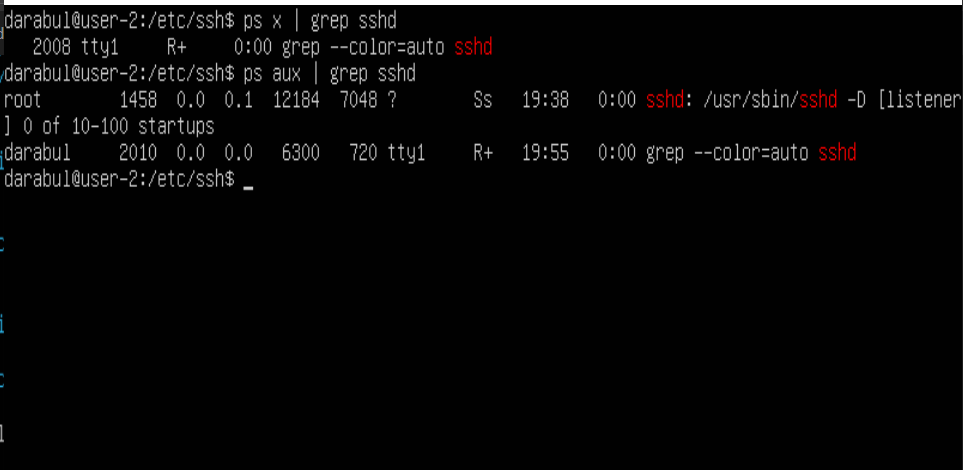 darabul@user-2:/etc/ssh$ ps x | grep sshd
   2008 tty1     R+     0:00 grep --color=auto sshd
darabul@user-2:/etc/ssh$ ps aux | grep sshd
root        1458  0.0  0.1  12184  7048 ?        Ss   19:38   0:00 sshd: /usr/sbin/sshd -D [listener
] 0 of 10-100 startups
darabul     2010  0.0  0.0   6300   720 tty1     R+   19:55   0:00 grep --color=auto sshd
darabul@user-2:/etc/ssh$ _